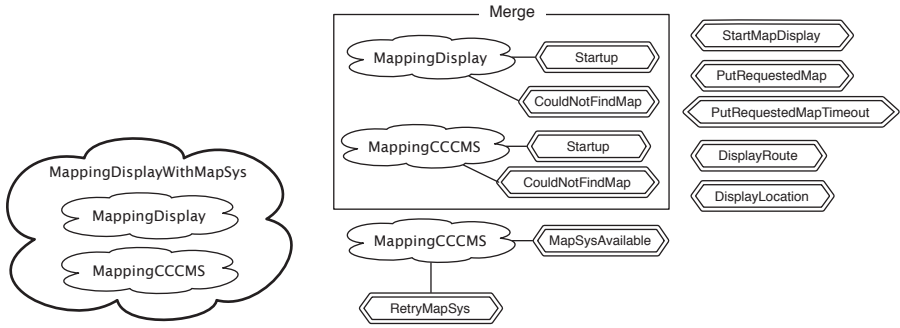 MappingDisplayWithMapSys
MappingDisplay
MappingCCCMS
Merge
MappingDisplay
Startup
CouldNotFindMap
MappingCCCMS
Startup
CouldNotFindMap
MappingCCCMS
MapSysAvailable
RetryMapSys
StartMapDisplay
PutRequestedMap
PutRequestedMapTimeout
DisplayRoute
DisplayLocation